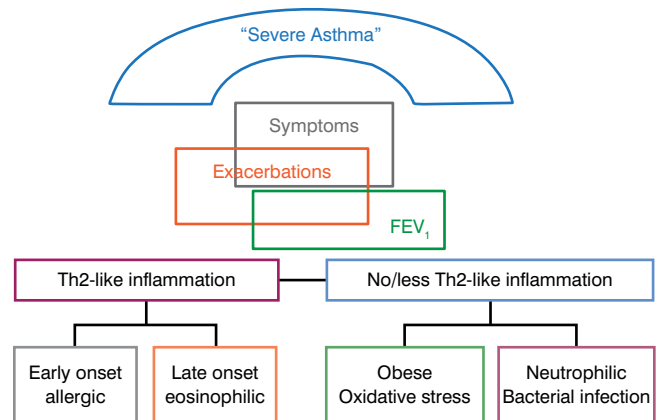 “Severe Asthma”
Symptoms
Exacerbations
FEV₁
Th2-like inflammation
No/less Th2-like inflammation
Early onset
allergic
Late onset
eosinophilic
Obese
Oxidative stress
Neutrophilic
Bacterial infection